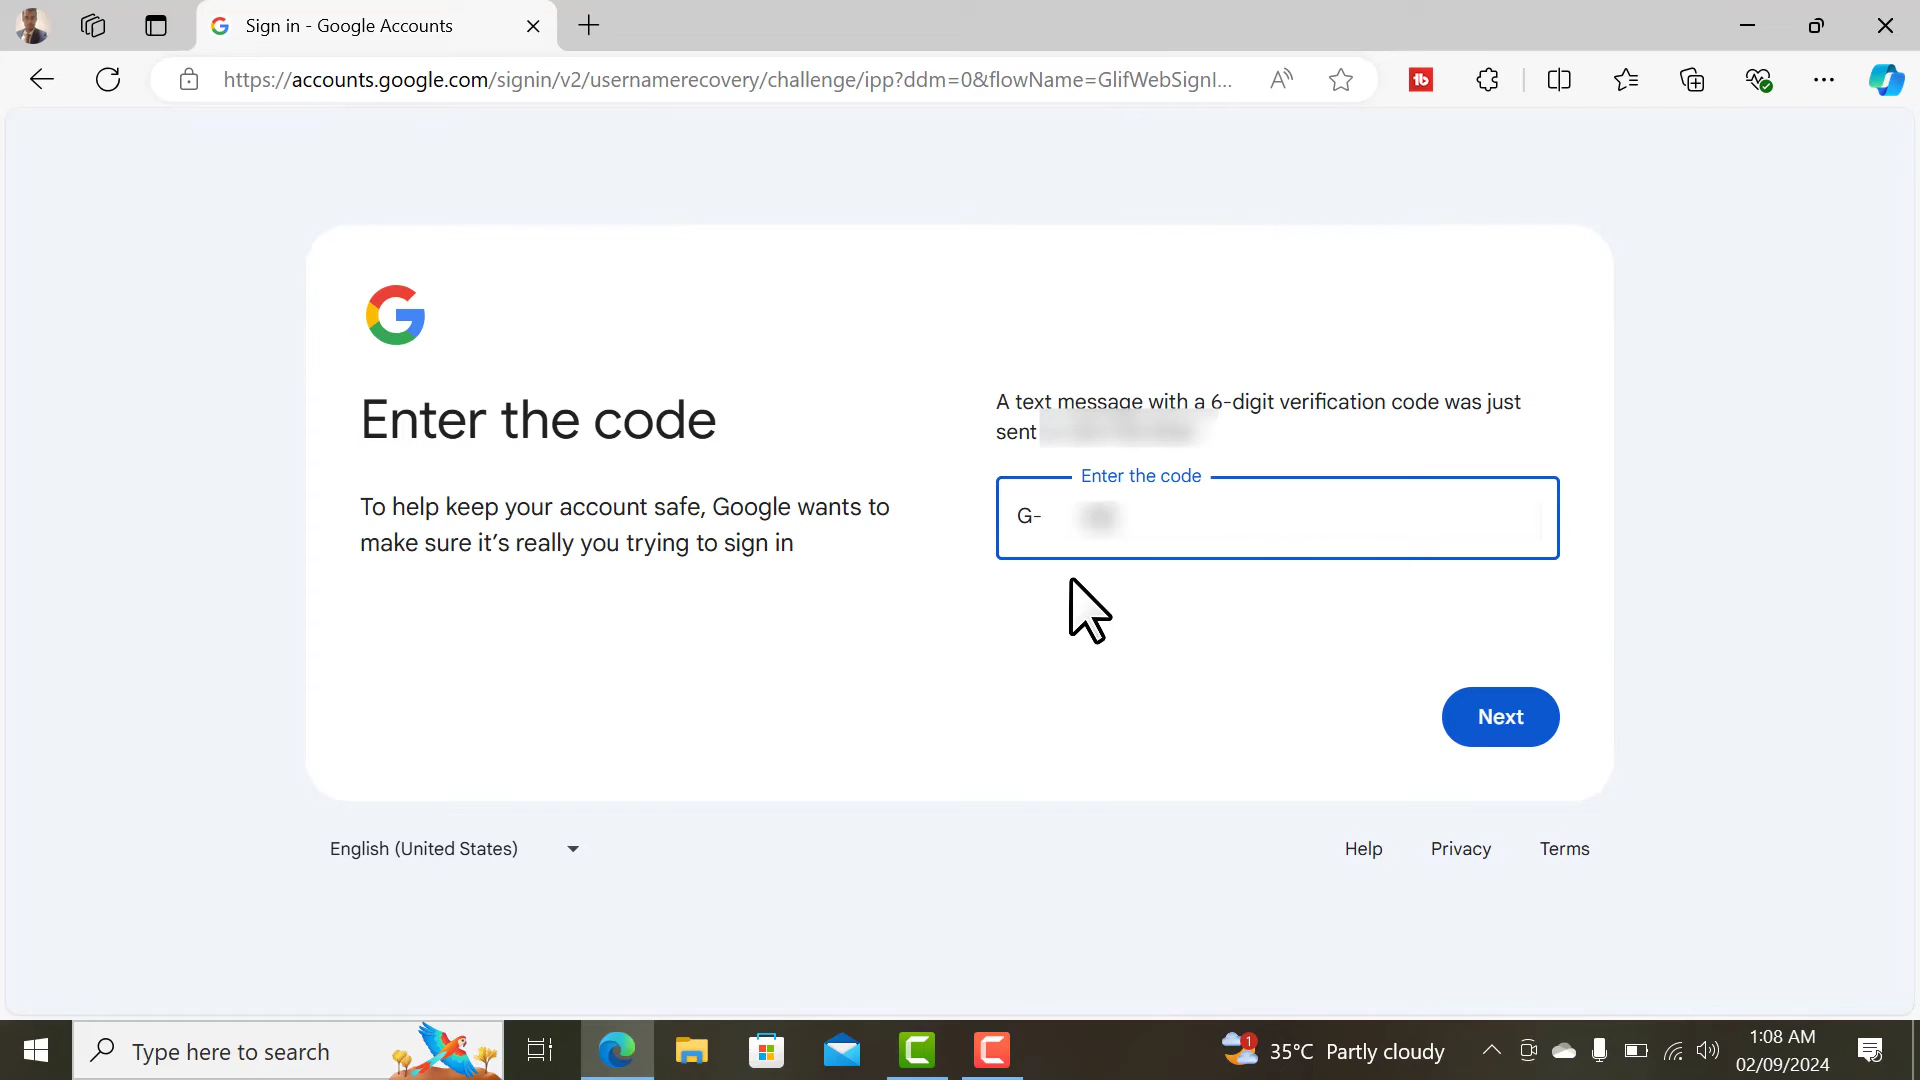 Sign in - Google Accounts
https://accounts.google.com/signin/v2/usernamerecovery/challenge/ipp?ddm=0&flowName=GlifWebSignI...
Enter the code
To help keep your account safe, Google wants to
make sure it’s really you trying to sign in
A text message with a 6-digit verification code was just
sent
Enter the code
G-
Next
English (United States)
Help Privacy Terms
Type here to search
1
35°C Partly cloudy
1:08 AM
02/09/2024